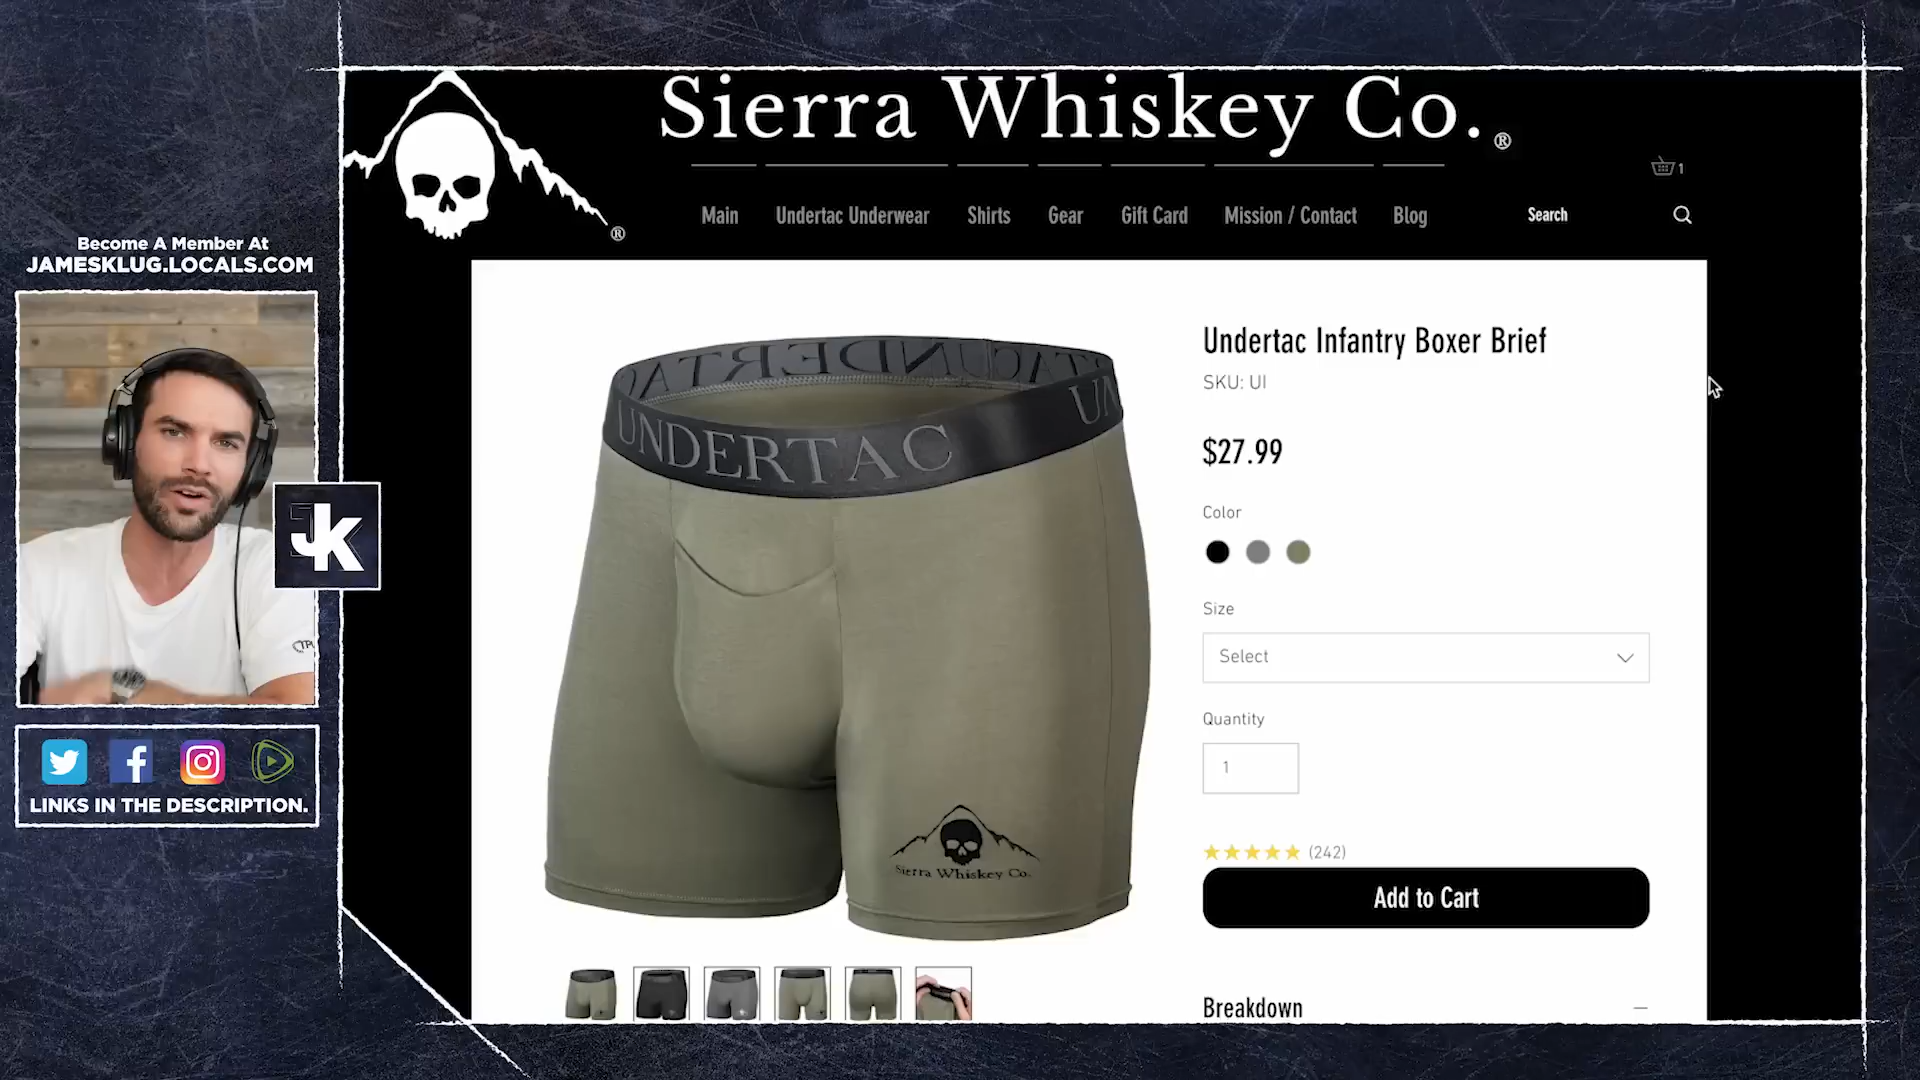 Sierra Whiskey Co.®
®
1
Main
Undertac Underwear
Shirts
Gear
Gift Card
Mission / Contact
Blog
Search
Become A Member At
JAMESKLUG.LOCALS.COM
JK
LINKS IN THE DESCRIPTION.
UNDERTAC
Sierra Whiskey Co.
Undertac Infantry Boxer Brief
SKU: UI
$27.99
Color
Size
Select
Quantity
1
(242)
Add to Cart
Breakdown